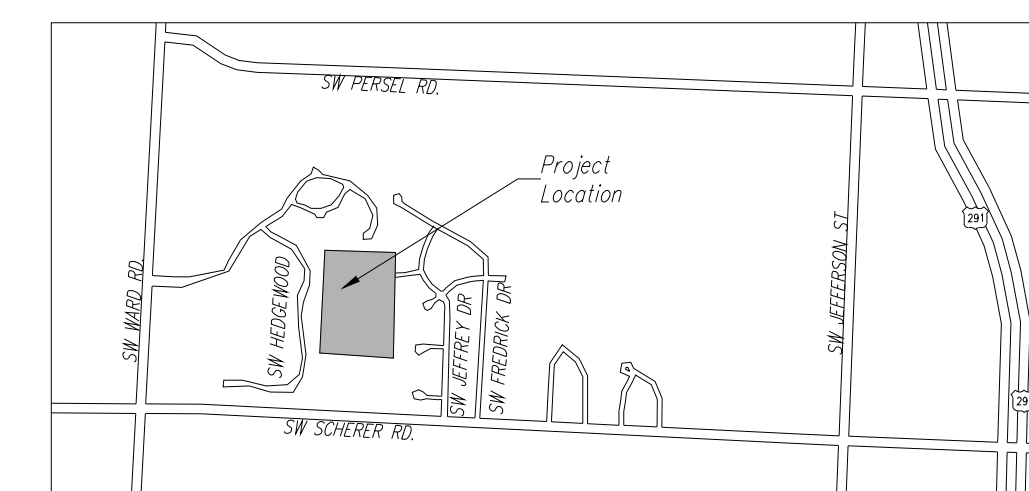 SW PERSEL RD.
Project
Location
291
SW WARD RD.
SW HEDGEWOOD
SW JEFFREY DR
SW FREDRICK DR
SW JEFFERSON ST
29
SW SCHERER RD.